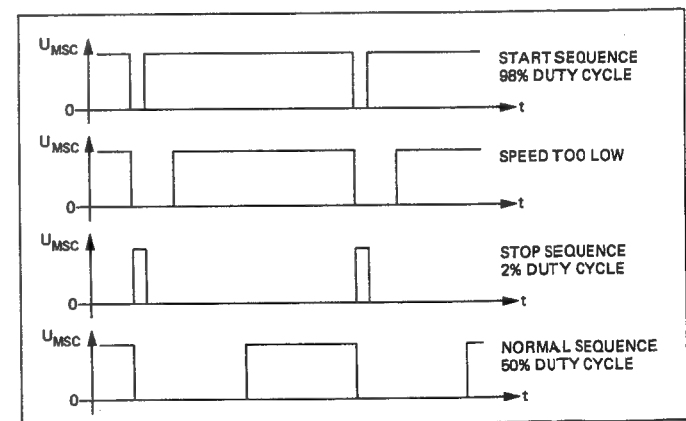 UMSC
START SEQUENCE
98% DUTY CYCLE
0
t
UMSC
SPEED TOO LOW
0
t
UMSC
STOP SEQUENCE
2% DUTY CYCLE
0
t
UMSC
NORMAL SEQUENCE
50% DUTY CYCLE
0
t